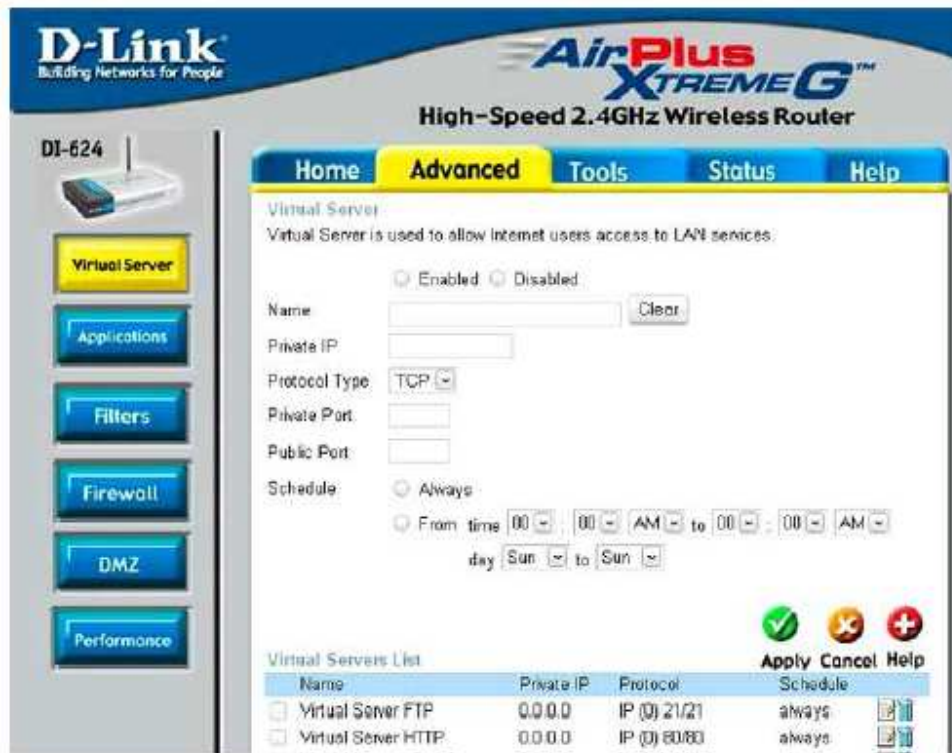 D-Link
Building Networks for People
AirPlus
XTREME G™
High-Speed 2.4GHz Wireless Router
DI-624
Home Advanced Tools Status Help
Virtual Server
Applications
Filters
Firewall
DMZ
Performance
Virtual Server
Virtual Server is used to allow Internet users access to LAN services.
Enabled Disabled
Name Clear
Private IP
Protocol Type TCP
Private Port
Public Port
Schedule Always
From time 00 : 00 AM to 00 : 00 AM
day Sun to Sun
Apply Cancel Help
Virtual Servers List
Name Private IP Protocol Schedule
Virtual Server FTP 0.0.0.0 IP (0) 21/21 always
Virtual Server HTTP 0.0.0.0 IP (0) 80/80 always